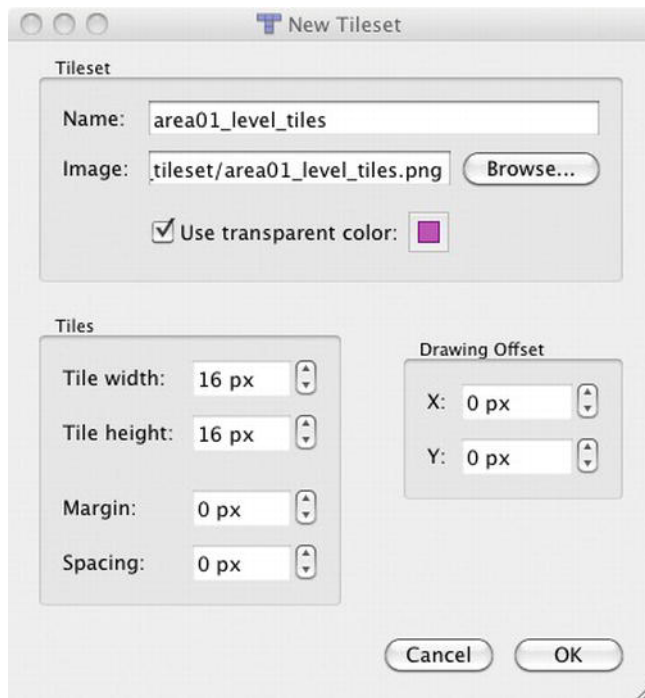 New Tileset
Tileset
Name: area01_level_tiles
Image: _tileset/area01_level_tiles.png Browse...
Use transparent color:
Tiles
Tile width: 16 px
Tile height: 16 px
Margin: 0 px
Spacing: 0 px
Drawing Offset
X: 0 px
Y: 0 px
Cancel OK